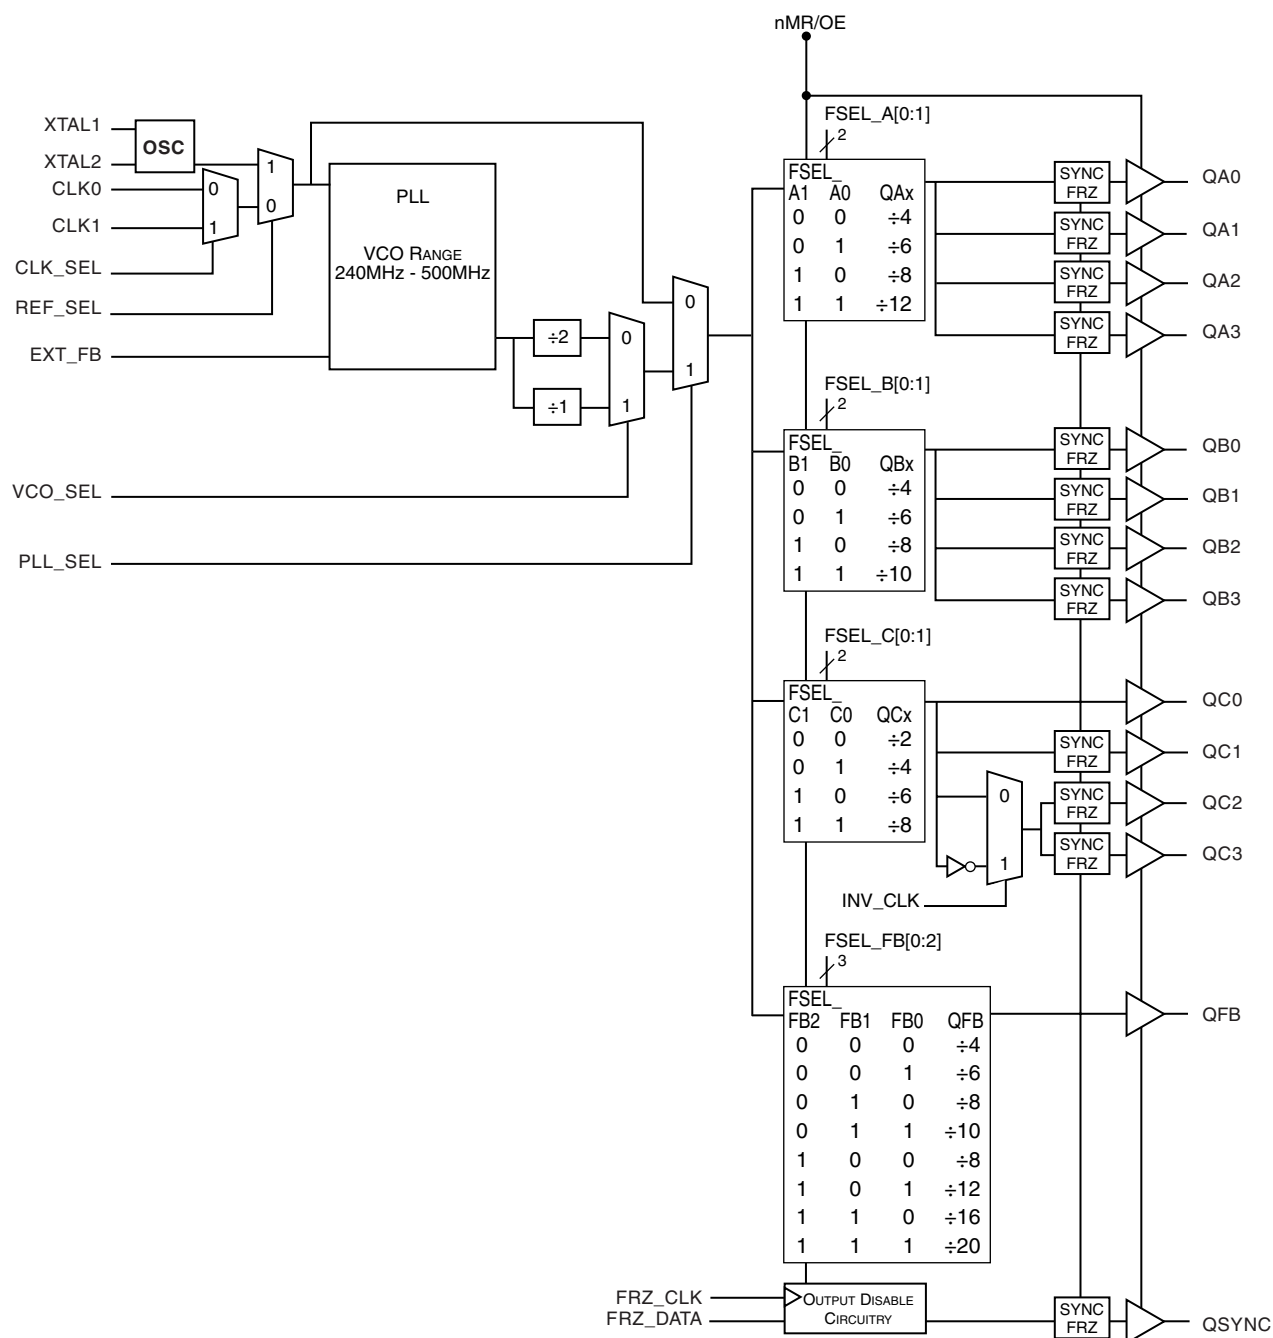 nMR/OE
XTAL1
XTAL2
OSC
CLK0
CLK1
CLK_SEL
REF_SEL
EXT_FB
VCO_SEL
PLL_SEL
0
1
1
0
PLL
VCO RANGE
240MHz - 500MHz
÷2
÷1
0
1
0
1
FSEL_A[0:1]
2
FSEL_
A1 A0 QAx
0 0 ÷4
0 1 ÷6
1 0 ÷8
1 1 ÷12
SYNC
FRZ
QA0
SYNC
FRZ
QA1
SYNC
FRZ
QA2
SYNC
FRZ
QA3
FSEL_B[0:1]
2
FSEL_
B1 B0 QBx
0 0 ÷4
0 1 ÷6
1 0 ÷8
1 1 ÷10
SYNC
FRZ
QB0
SYNC
FRZ
QB1
SYNC
FRZ
QB2
SYNC
FRZ
QB3
FSEL_C[0:1]
2
FSEL_
C1 C0 QCx
0 0 ÷2
0 1 ÷4
1 0 ÷6
1 1 ÷8
QC0
SYNC
FRZ
QC1
0
1
INV_CLK
SYNC
FRZ
QC2
SYNC
FRZ
QC3
FSEL_FB[0:2]
3
FSEL_
FB2 FB1 FB0 QFB
0 0 0 ÷4
0 0 1 ÷6
0 1 0 ÷8
0 1 1 ÷10
1 0 0 ÷8
1 0 1 ÷12
1 1 0 ÷16
1 1 1 ÷20
QFB
FRZ_CLK
FRZ_DATA
OUTPUT DISABLE
CIRCUITRY
SYNC
FRZ
QSYNC